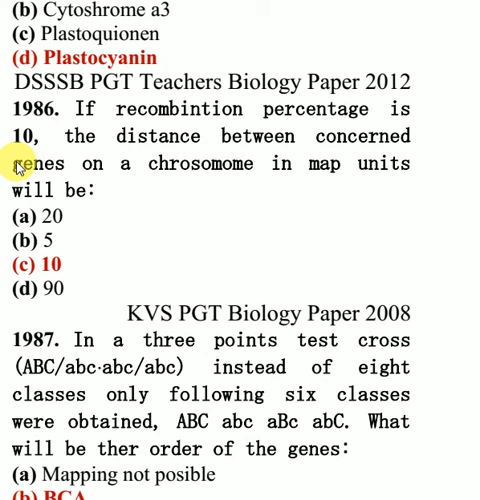 (b) Cytoshrome a3
(c) Plastoquionen
(d) Plastocyanin
DSSSB PGT Teachers Biology Paper 2012
1986. If recombintion percentage is
10, the distance between concerned
genes on a chrosomome in map units
will be:
(a) 20
(b) 5
(c) 10
(d) 90
KVS PGT Biology Paper 2008
1987. In a three points test cross
(ABC/abc·abc/abc) instead of eight
classes only following six classes
were obtained, ABC abc aBc abC. What
will be ther order of the genes:
(a) Mapping not posible
(b) BCA